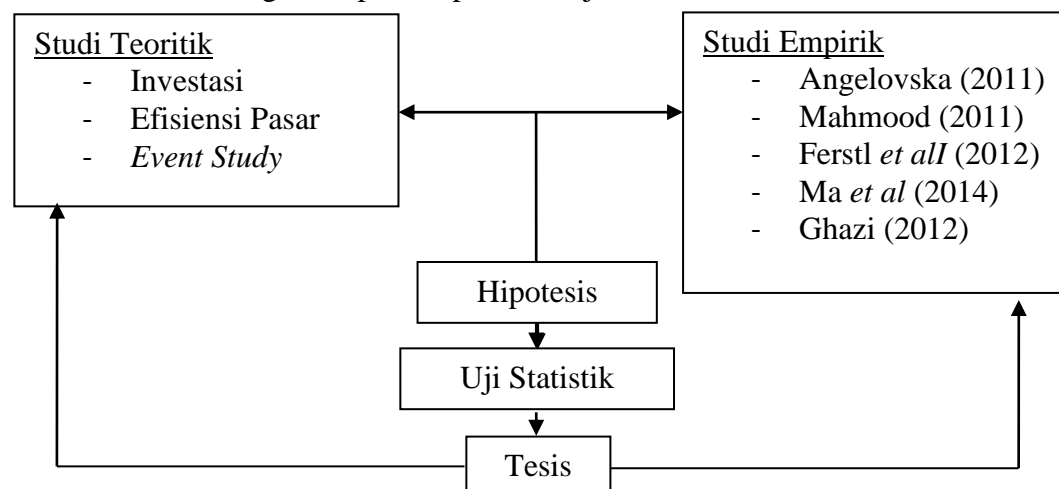 Studi Teoritik
- Investasi
- Efisiensi Pasar
- Event Study
Studi Empirik
- Angelovska (2011)
- Mahmood (2011)
- Ferstl et alI (2012)
- Ma et al (2014)
- Ghazi (2012)
Hipotesis
Uji Statistik
Tesis